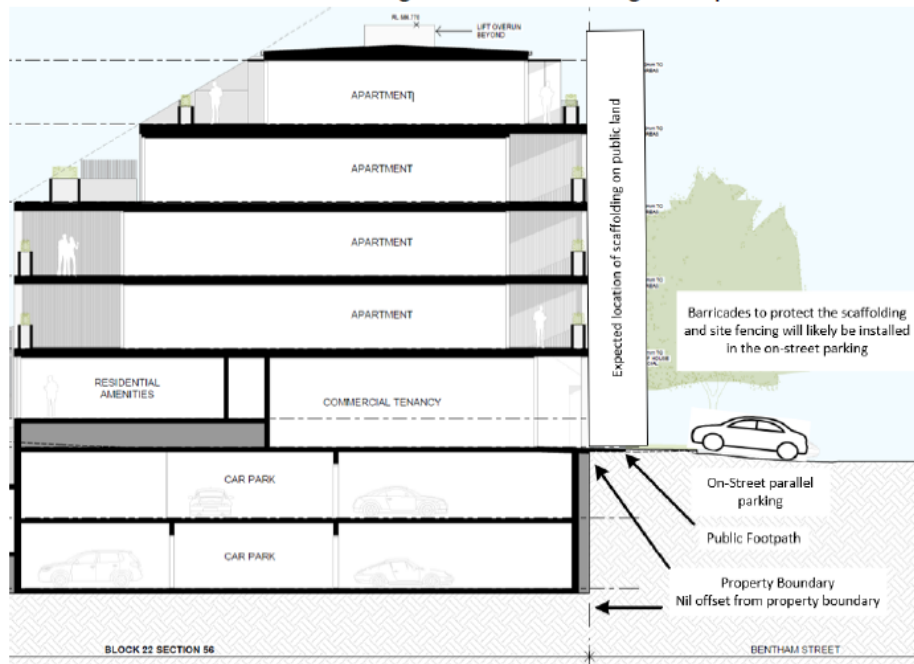 RL 586.775
LIFT OVERUN
BEYOND
APARTMENT
APARTMENT
APARTMENT
APARTMENT
Expected location of scaffolding on public land
Barricades to protect the scaffolding
and site fencing will likely be installed
in the on-street parking
RESIDENTIAL
AMENITIES
COMMERCIAL TENANCY
CAR PARK
On-Street parallel
parking
Public Footpath
CAR PARK
Property Boundary
Nil offset from property boundary
BLOCK 22 SECTION 56
BENTHAM STREET